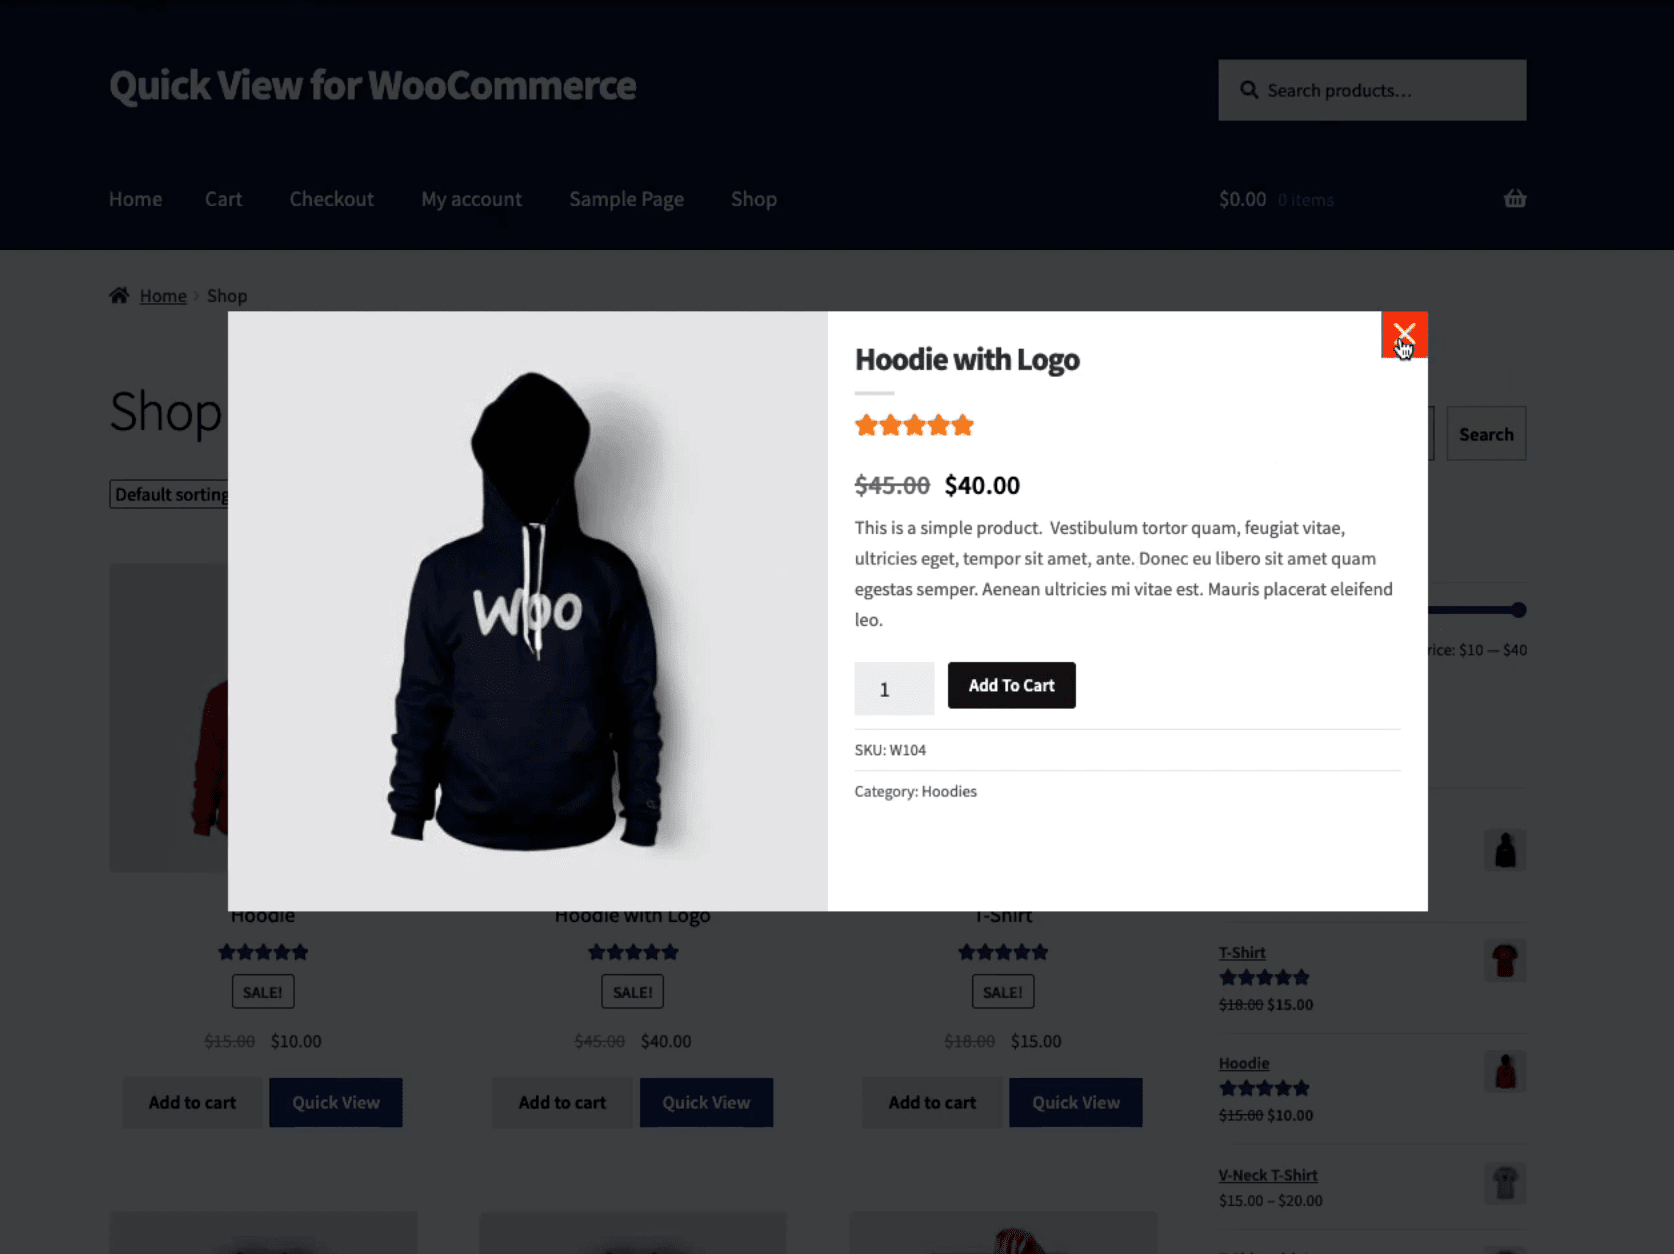 Quick View for WooCommerce
Search products...
Home Cart Checkout My account Sample Page Shop
$0.00 0 items
Home › Shop
Shop
Search
Default sorting
Hoodie with Logo
$45.00 $40.00
This is a simple product. Vestibulum tortor quam, feugiat vitae,
ultricies eget, tempor sit amet, ante. Donec eu libero sit amet quam
egestas semper. Aenean ultricies mi vitae est. Mauris placerat eleifend
leo.
1 Add To Cart
SKU: W104
Category: Hoodies
Woo
rice: $10 — $40
Hoodie
SALE!
$15.00 $10.00
Add to cart Quick View
Hoodie with Logo
SALE!
$45.00 $40.00
Add to cart Quick View
T-Shirt
SALE!
$18.00 $15.00
Add to cart Quick View
T-Shirt
$18.00 $15.00
Hoodie
$15.00 $10.00
V-Neck T-Shirt
$15.00 – $20.00